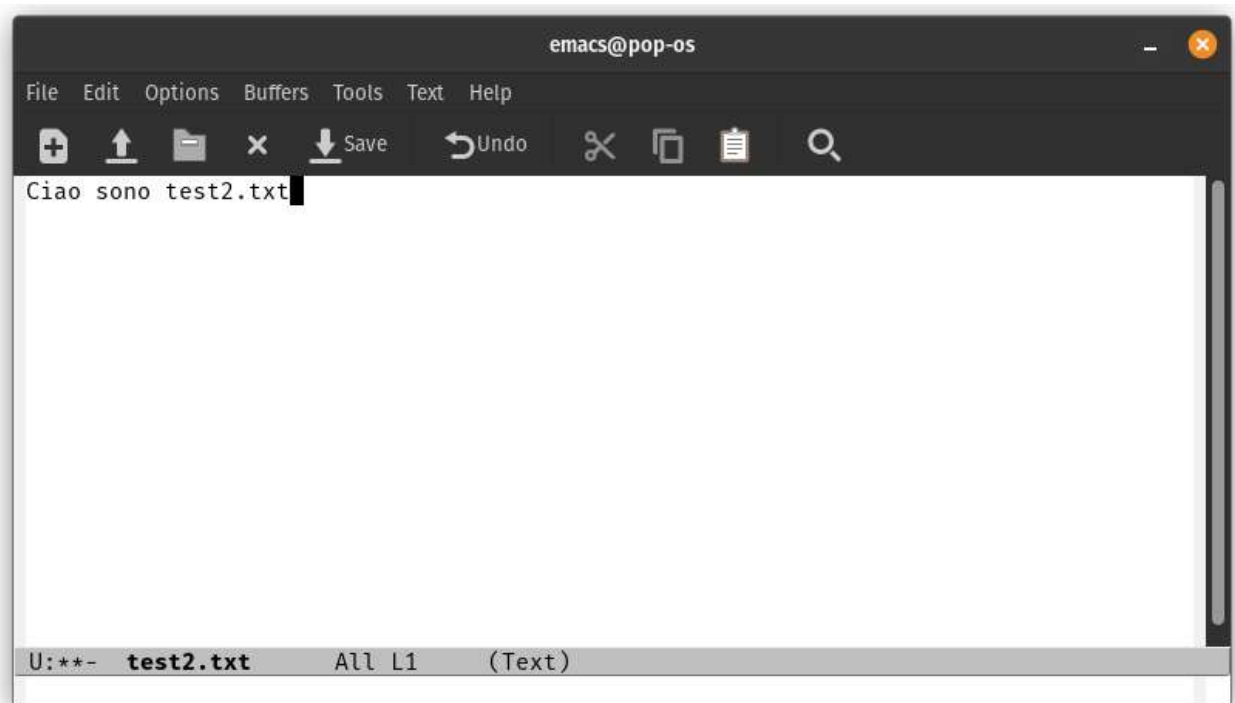 emacs@pop-os
File Edit Options Buffers Tools Text Help
Save Undo
Ciao sono test2.txt
U:**- test2.txt All L1 (Text)